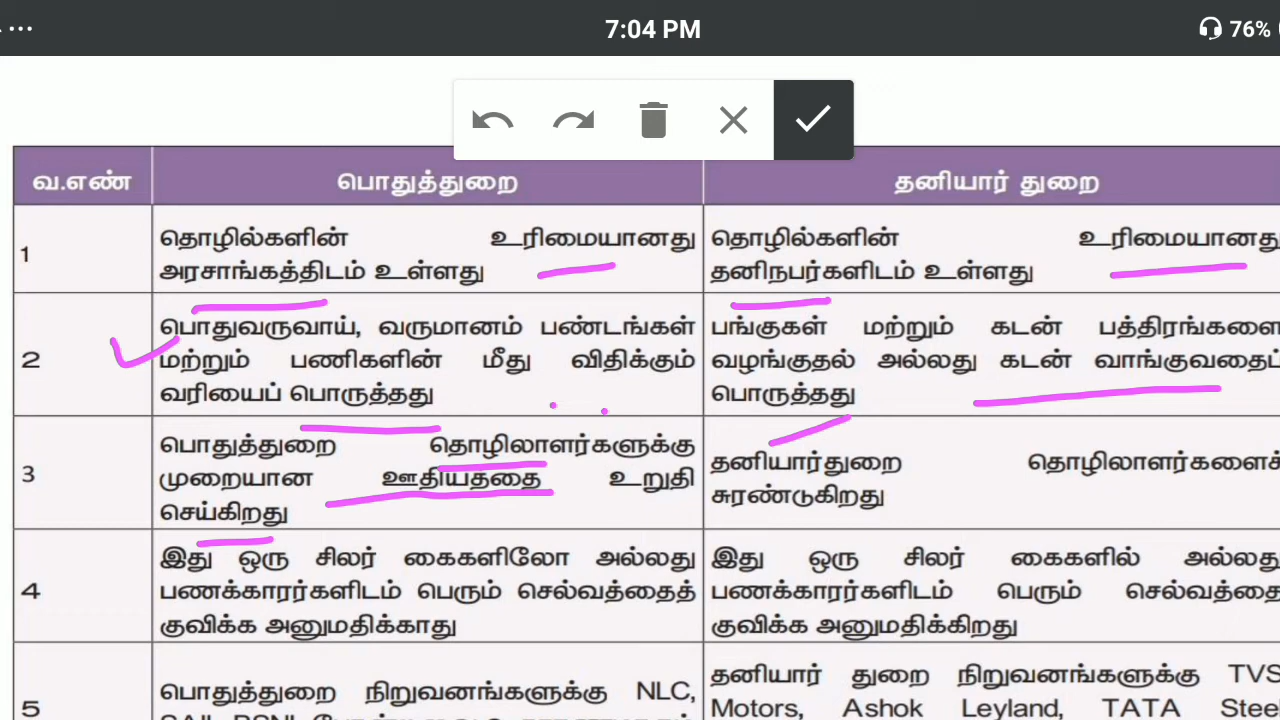 7:04 PM
76%
வ.எண்
பொதுத்துறை
தனியார் துறை
1
தொழில்களின் உரிமையானது
அரசாங்கத்திடம் உள்ளது
தொழில்களின் உரிமையானது
தனிநபர்களிடம் உள்ளது
2
பொதுவருவாய், வருமானம் பண்டங்கள்
மற்றும் பணிகளின் மீது விதிக்கும்
வரியைப் பொருத்தது
பங்குகள் மற்றும் கடன் பத்திரங்களை
வழங்குதல் அல்லது கடன் வாங்குவதைப்
பொருத்தது
3
பொதுத்துறை தொழிலாளர்களுக்கு
முறையான ஊதியத்தை உறுதி
செய்கிறது
தனியார்துறை தொழிலாளர்களைச்
சுரண்டுகிறது
4
இது ஒரு சிலர் கைகளிலோ அல்லது
பணக்காரர்களிடம் பெரும் செல்வத்தைத்
குவிக்க அனுமதிக்காது
இது ஒரு சிலர் கைகளில் அல்லது
பணக்காரர்களிடம் பெரும் செல்வத்தை
குவிக்க அனுமதிக்கிறது
5
பொதுத்துறை நிறுவனங்களுக்கு NLC,
தனியார் துறை நிறுவனங்களுக்கு TVS
Motors, Ashok Leyland, TATA Stee